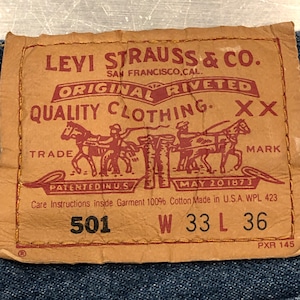 LEVI STRAUSS & CO.
SAN FRANCISCO, CAL.
ORIGINAL RIVETED
QUALITY CLOTHING. XX
TRADE MARK
PATENTED IN U.S. MAY 20 1873
Care Instructions Inside Garment 100% Cotton Made in U.S.A. WPL 423
501 W 33 L 36
PXR 145
®